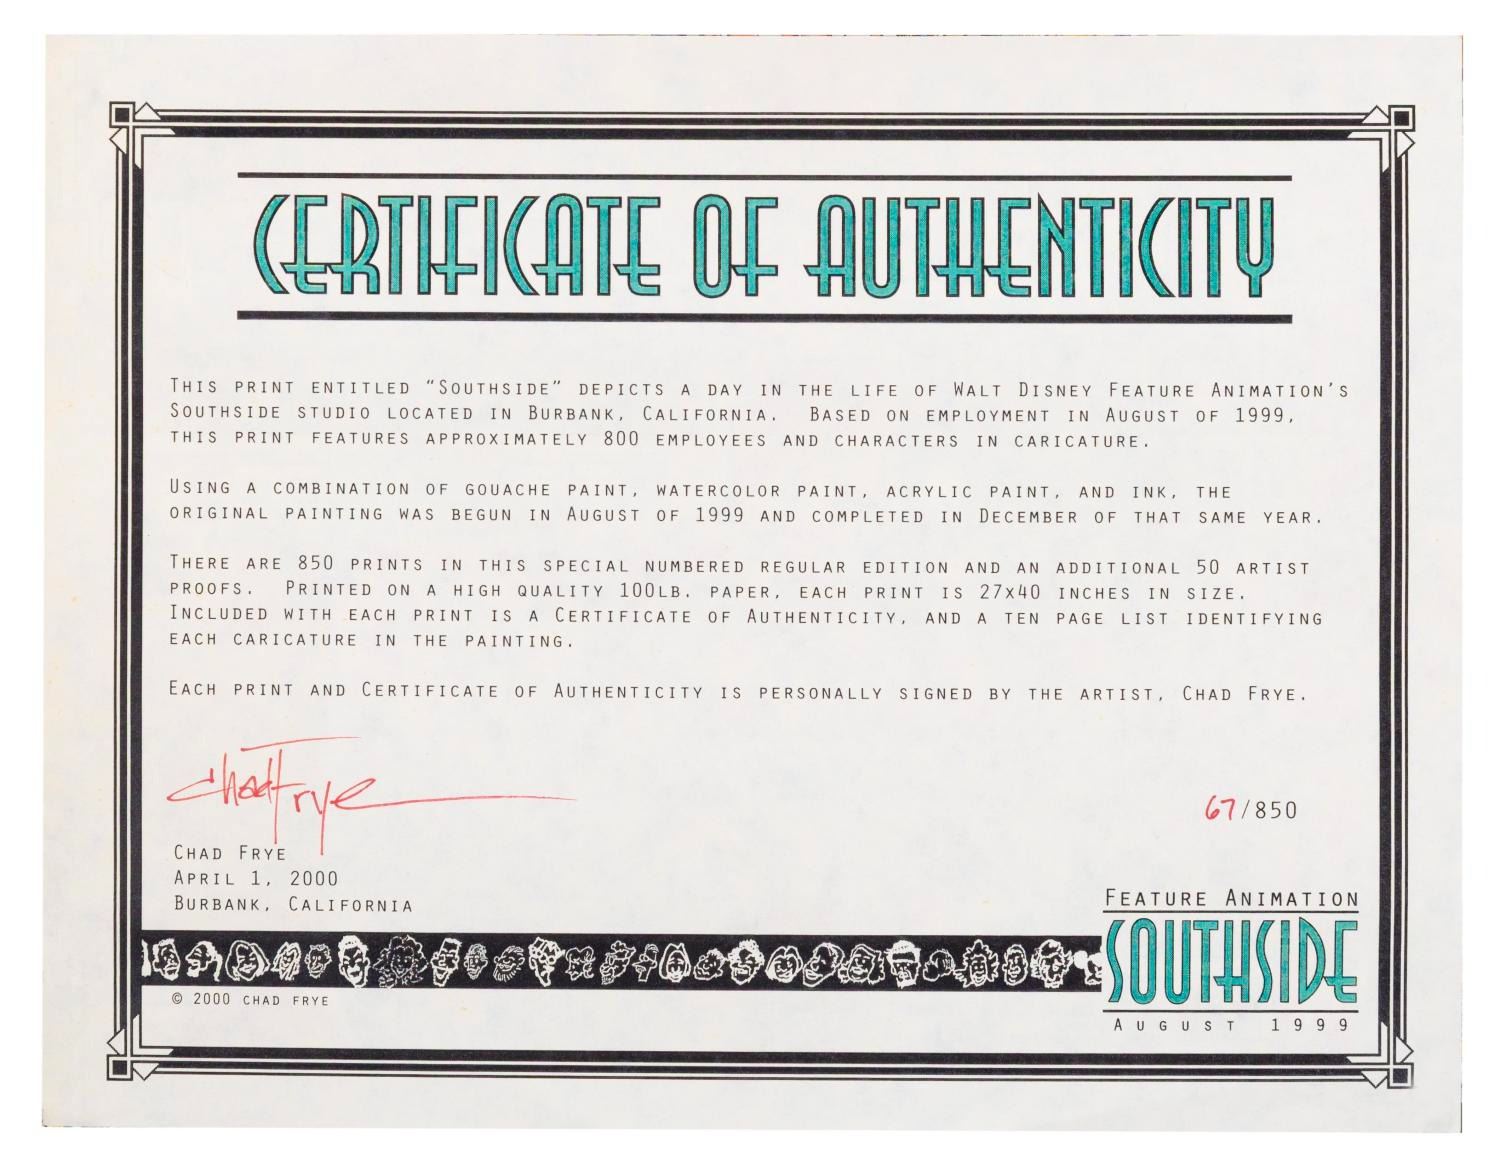 CERTIFICATE OF AUTHENTICITY
THIS PRINT ENTITLED “SOUTHSIDE” DEPICTS A DAY IN THE LIFE OF WALT DISNEY FEATURE ANIMATION’S
SOUTHSIDE STUDIO LOCATED IN BURBANK, CALIFORNIA. BASED ON EMPLOYMENT IN AUGUST OF 1999,
THIS PRINT FEATURES APPROXIMATELY 800 EMPLOYEES AND CHARACTERS IN CARICATURE.
USING A COMBINATION OF GOUACHE PAINT, WATERCOLOR PAINT, ACRYLIC PAINT, AND INK, THE
ORIGINAL PAINTING WAS BEGUN IN AUGUST OF 1999 AND COMPLETED IN DECEMBER OF THAT SAME YEAR.
THERE ARE 850 PRINTS IN THIS SPECIAL NUMBERED REGULAR EDITION AND AN ADDITIONAL 50 ARTIST
PROOFS. PRINTED ON A HIGH QUALITY 100LB. PAPER, EACH PRINT IS 27X40 INCHES IN SIZE.
INCLUDED WITH EACH PRINT IS A CERTIFICATE OF AUTHENTICITY, AND A TEN PAGE LIST IDENTIFYING
EACH CARICATURE IN THE PAINTING.
EACH PRINT AND CERTIFICATE OF AUTHENTICITY IS PERSONALLY SIGNED BY THE ARTIST, CHAD FRYE.
Chad Frye
67/850
CHAD FRYE
APRIL 1, 2000
BURBANK, CALIFORNIA
FEATURE ANIMATION
SOUTHSIDE
AUGUST 1999
© 2000 CHAD FRYE